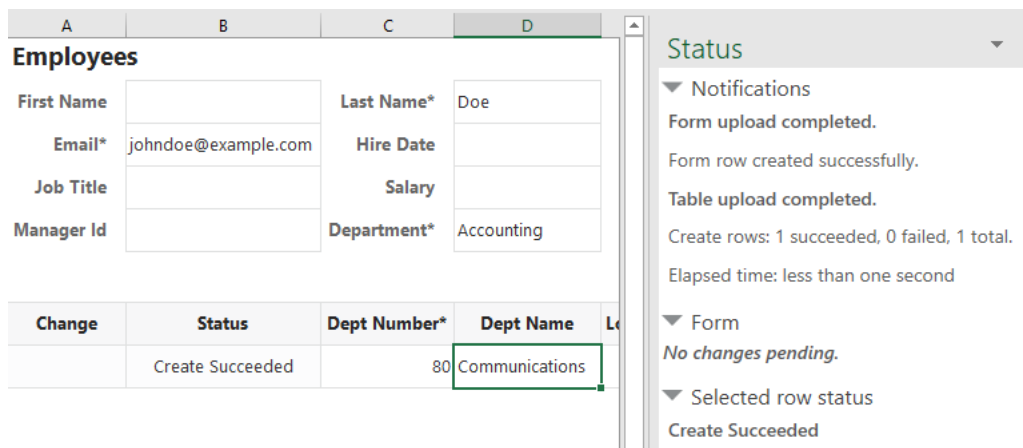 A B C D
Employees
First Name Last Name* Doe
Email* johndoe@example.com Hire Date
Job Title Salary
Manager Id Department* Accounting
Change Status Dept Number* Dept Name
Create Succeeded 80 Communications
Status
Notifications
Form upload completed.
Form row created successfully.
Table upload completed.
Create rows: 1 succeeded, 0 failed, 1 total.
Elapsed time: less than one second
Form
No changes pending.
Selected row status
Create Succeeded